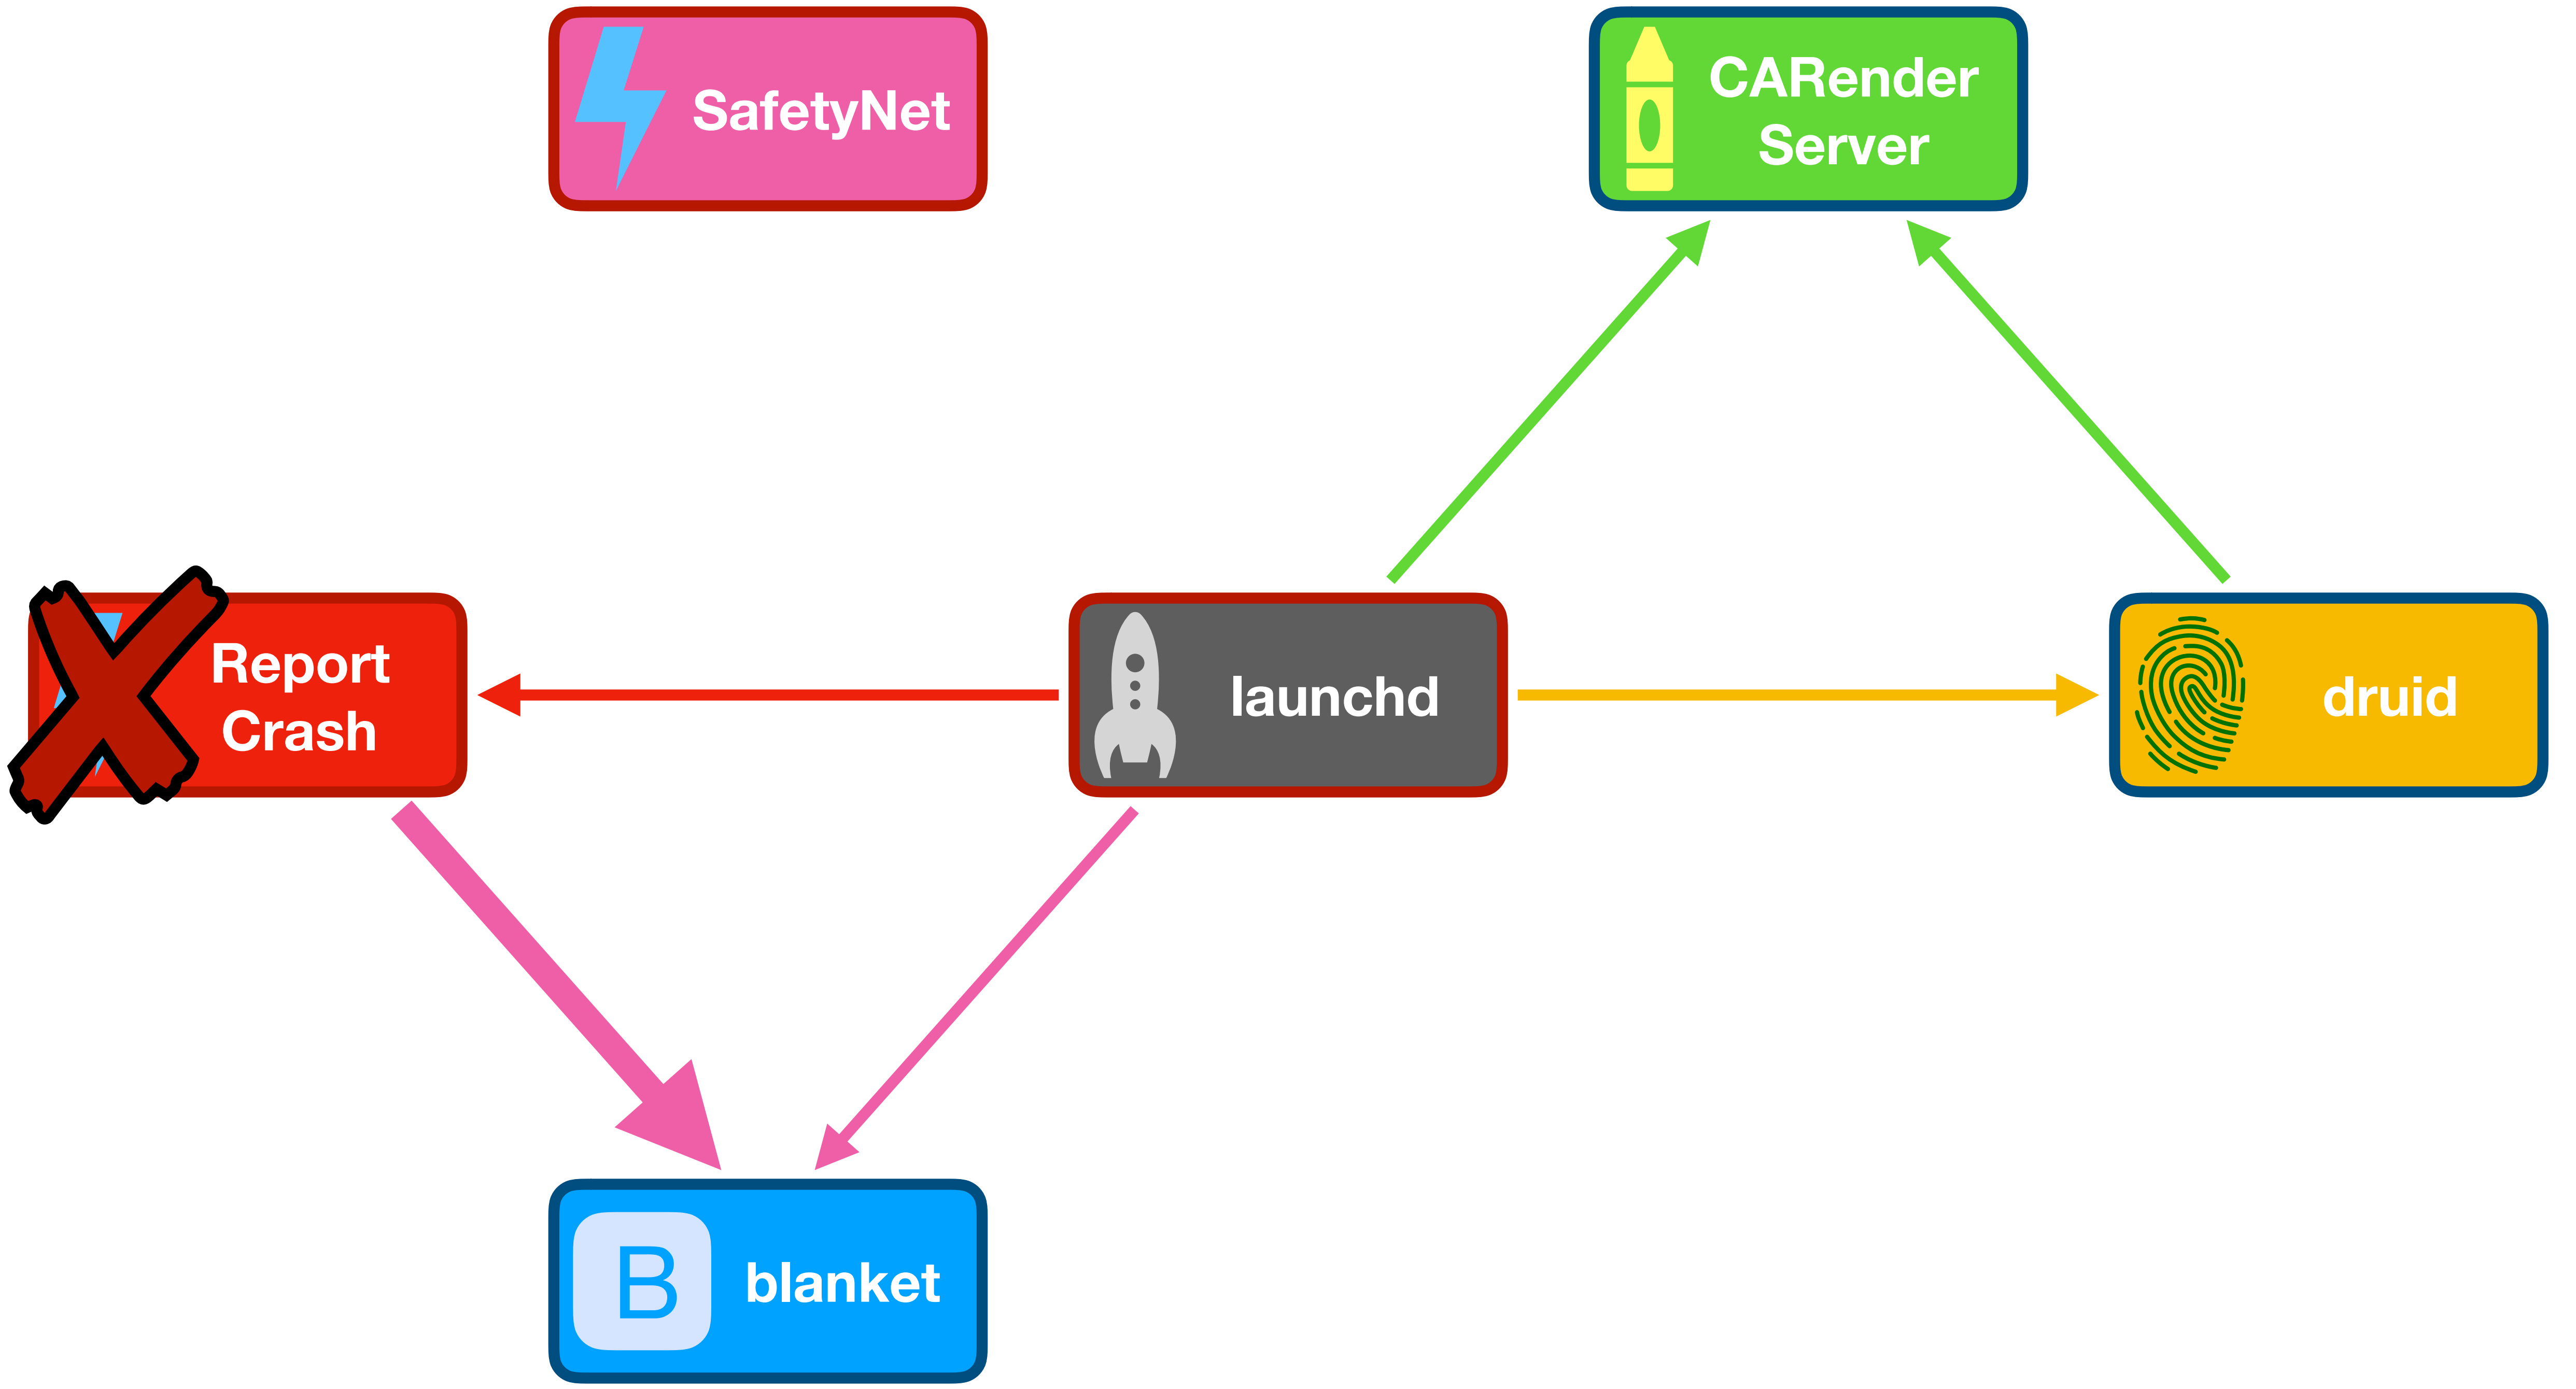 SafetyNet
CARender
Server
Report
Crash
launchd
druid
B
blanket